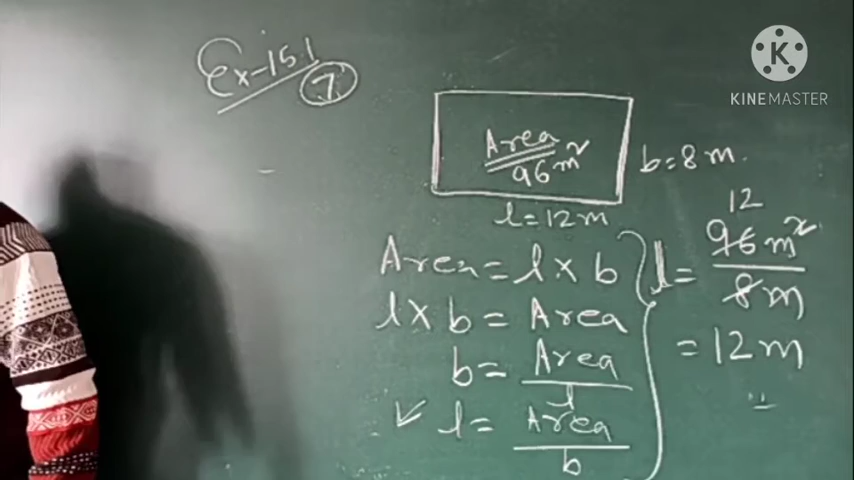 Ex-15.1
7
K
KINEMASTER
Area
96m²
b=8m.
l=12m
Area=l×b
l×b=Area
b=Area/l
l=Area/b
12
l=96m²/8m
=12m